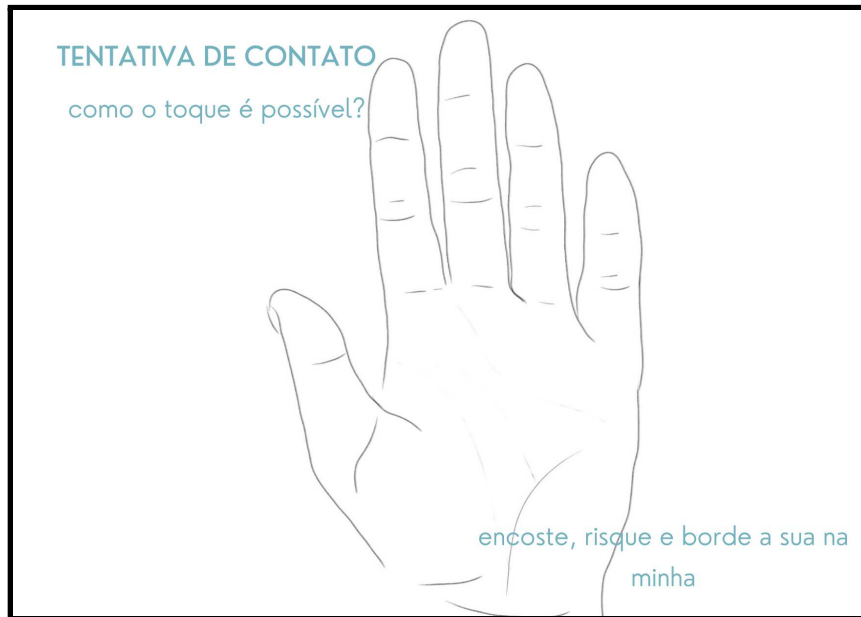 TENTATIVA DE CONTATO
como o toque é possível?
encoste, risque e borde a sua na
minha